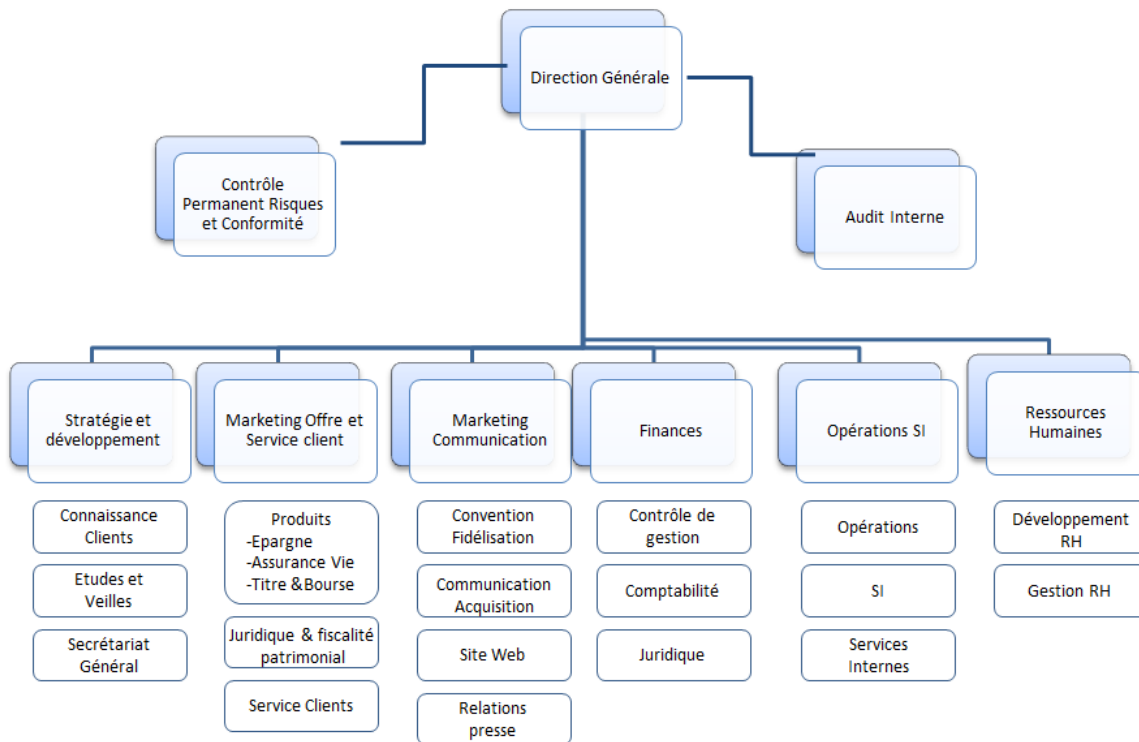 Direction Générale
Contrôle
Permanent Risques
et Conformité
Audit Interne
Stratégie et
développement
Marketing Offre et
Service client
Marketing
Communication
Finances
Opérations SI
Ressources
Humaines
Connaissance
Clients
Etudes et
Veilles
Secrétariat
Général
Produits
-Epargne
-Assurance Vie
-Titre &Bourse
Juridique & fiscalité
patrimonial
Service Clients
Convention
Fidélisation
Communication
Acquisition
Site Web
Relations
presse
Contrôle de
gestion
Comptabilité
Juridique
Opérations
SI
Services
Internes
Développement
RH
Gestion RH